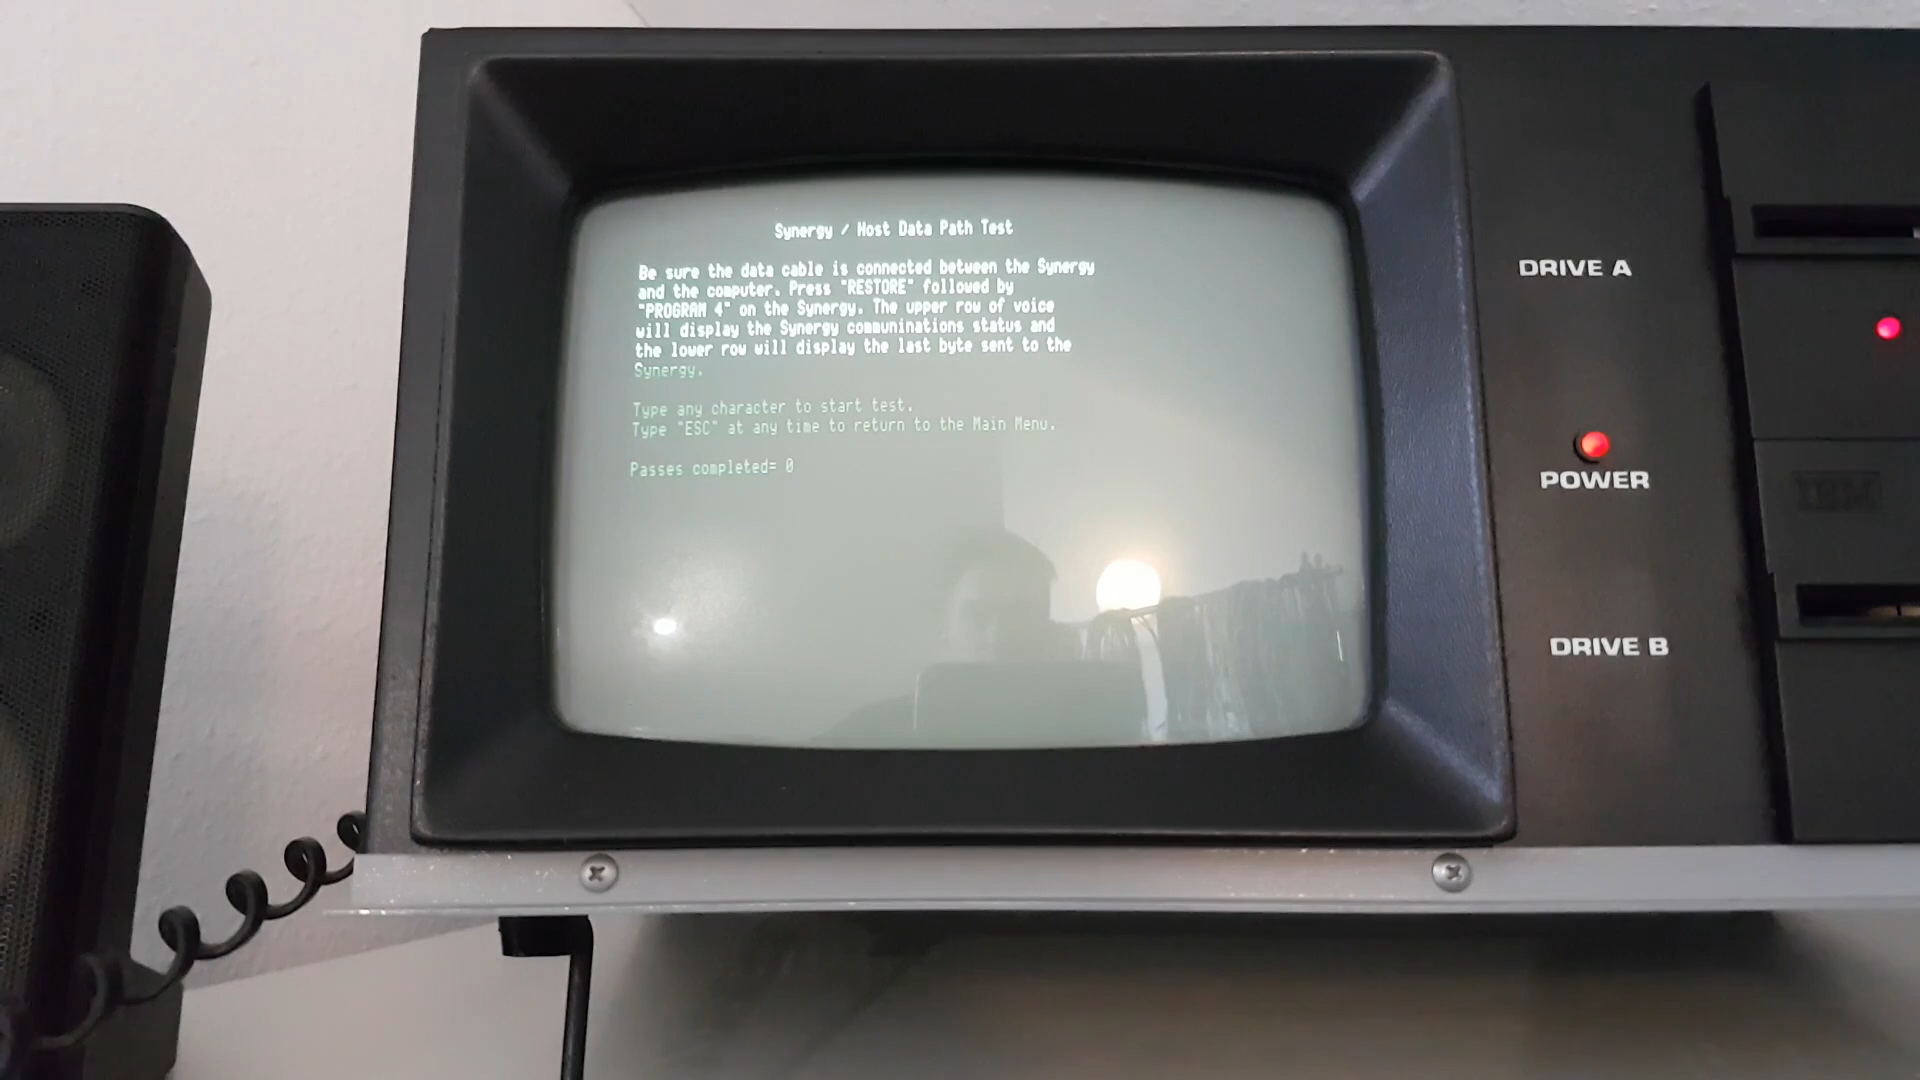 Synergy / Host Data Path Test
Be sure the data cable is connected between the Synergy
and the computer. Press "RESTORE" followed by
"PROGRAM 4" on the Synergy. The upper row of voice
will display the Synergy communinations status and
the lower row will display the last byte sent to the
Synergy.
Type any character to start test.
Type "ESC" at any time to return to the Main Menu.
Passes completed= 0
DRIVE A
POWER
IBM
DRIVE B